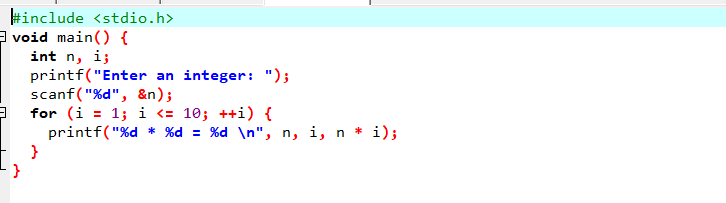 #include <stdio.h>
void main() {
  int n, i;
  printf("Enter an integer: ");
  scanf("%d", &n);
  for (i = 1; i <= 10; ++i) {
    printf("%d * %d = %d \n", n, i, n * i);
  }
}